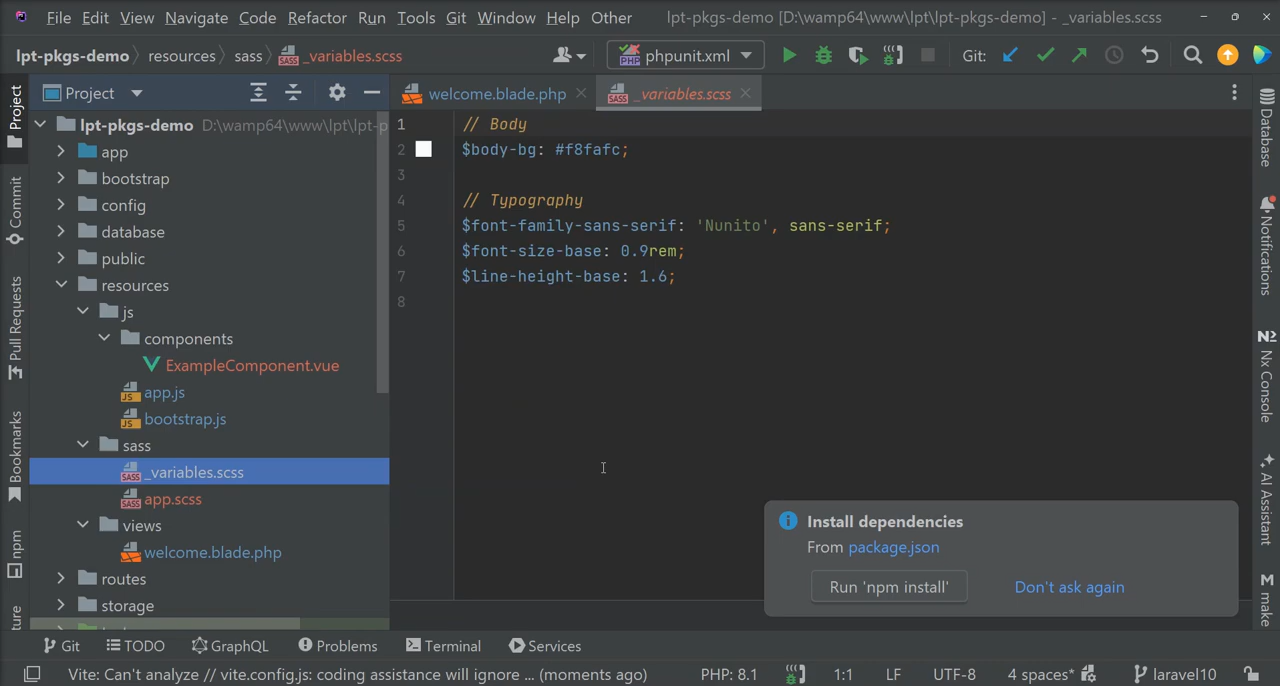 File Edit View Navigate Code Refactor Run Tools Git Window Help Other lpt-pkgs-demo [D:\wamp64\www\lpt\lpt-pkgs-demo] - _variables.scss
lpt-pkgs-demo resources sass _variables.scss phpunit.xml Git:
Project
welcome.blade.php _variables.scss
lpt-pkgs-demo D:\wamp64\www\lpt\lpt-p
app
bootstrap
config
database
public
resources
js
components
ExampleComponent.vue
app.js
bootstrap.js
sass
_variables.scss
app.scss
views
welcome.blade.php
routes
storage
1 // Body
2 $body-bg: #f8fafc;
3
4 // Typography
5 $font-family-sans-serif: 'Nunito', sans-serif;
6 $font-size-base: 0.9rem;
7 $line-height-base: 1.6;
8
Install dependencies
From package.json
Run 'npm install' Don't ask again
Project
Commit
Pull Requests
Bookmarks
npm
Database
Notifications
Nx Console
AI Assistant
make
Git TODO GraphQL Problems Terminal Services
Vite: Can't analyze // vite.config.js: coding assistance will ignore ... (moments ago) PHP: 8.1 1:1 LF UTF-8 4 spaces* laravel10